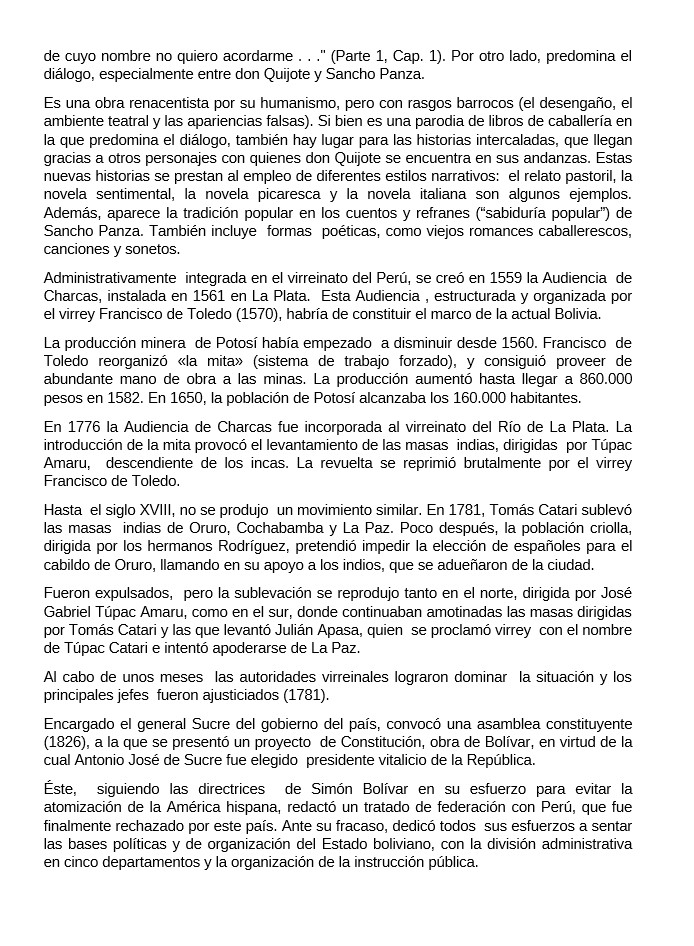 de cuyo nombre no quiero acordarme . . ." (Parte 1, Cap. 1). Por otro lado, predomina el
diálogo, especialmente entre don Quijote y Sancho Panza.
Es una obra renacentista por su humanismo, pero con rasgos barrocos (el desengaño, el
ambiente teatral y las apariencias falsas). Si bien es una parodia de libros de caballería en
la que predomina el diálogo, también hay lugar para las historias intercaladas, que llegan
gracias a otros personajes con quienes don Quijote se encuentra en sus andanzas. Estas
nuevas historias se prestan al empleo de diferentes estilos narrativos: el relato pastoril, la
novela sentimental, la novela picaresca y la novela italiana son algunos ejemplos.
Además, aparece la tradición popular en los cuentos y refranes (“sabiduría popular”) de
Sancho Panza. También incluye formas poéticas, como viejos romances caballerescos,
canciones y sonetos.
Administrativamente integrada en el virreinato del Perú, se creó en 1559 la Audiencia de
Charcas, instalada en 1561 en La Plata. Esta Audiencia , estructurada y organizada por
el virrey Francisco de Toledo (1570), habría de constituir el marco de la actual Bolivia.
La producción minera de Potosí había empezado a disminuir desde 1560. Francisco de
Toledo reorganizó «la mita» (sistema de trabajo forzado), y consiguió proveer de
abundante mano de obra a las minas. La producción aumentó hasta llegar a 860.000
pesos en 1582. En 1650, la población de Potosí alcanzaba los 160.000 habitantes.
En 1776 la Audiencia de Charcas fue incorporada al virreinato del Río de La Plata. La
introducción de la mita provocó el levantamiento de las masas indias, dirigidas por Túpac
Amaru, descendiente de los incas. La revuelta se reprimió brutalmente por el virrey
Francisco de Toledo.
Hasta el siglo XVIII, no se produjo un movimiento similar. En 1781, Tomás Catari sublevó
las masas indias de Oruro, Cochabamba y La Paz. Poco después, la población criolla,
dirigida por los hermanos Rodríguez, pretendió impedir la elección de españoles para el
cabildo de Oruro, llamando en su apoyo a los indios, que se adueñaron de la ciudad.
Fueron expulsados, pero la sublevación se reprodujo tanto en el norte, dirigida por José
Gabriel Túpac Amaru, como en el sur, donde continuaban amotinadas las masas dirigidas
por Tomás Catari y las que levantó Julián Apasa, quien se proclamó virrey con el nombre
de Túpac Catari e intentó apoderarse de La Paz.
Al cabo de unos meses las autoridades virreinales lograron dominar la situación y los
principales jefes fueron ajusticiados (1781).
Encargado el general Sucre del gobierno del país, convocó una asamblea constituyente
(1826), a la que se presentó un proyecto de Constitución, obra de Bolívar, en virtud de la
cual Antonio José de Sucre fue elegido presidente vitalicio de la República.
Éste, siguiendo las directrices de Simón Bolívar en su esfuerzo para evitar la
atomización de la América hispana, redactó un tratado de federación con Perú, que fue
finalmente rechazado por este país. Ante su fracaso, dedicó todos sus esfuerzos a sentar
las bases políticas y de organización del Estado boliviano, con la división administrativa
en cinco departamentos y la organización de la instrucción pública.